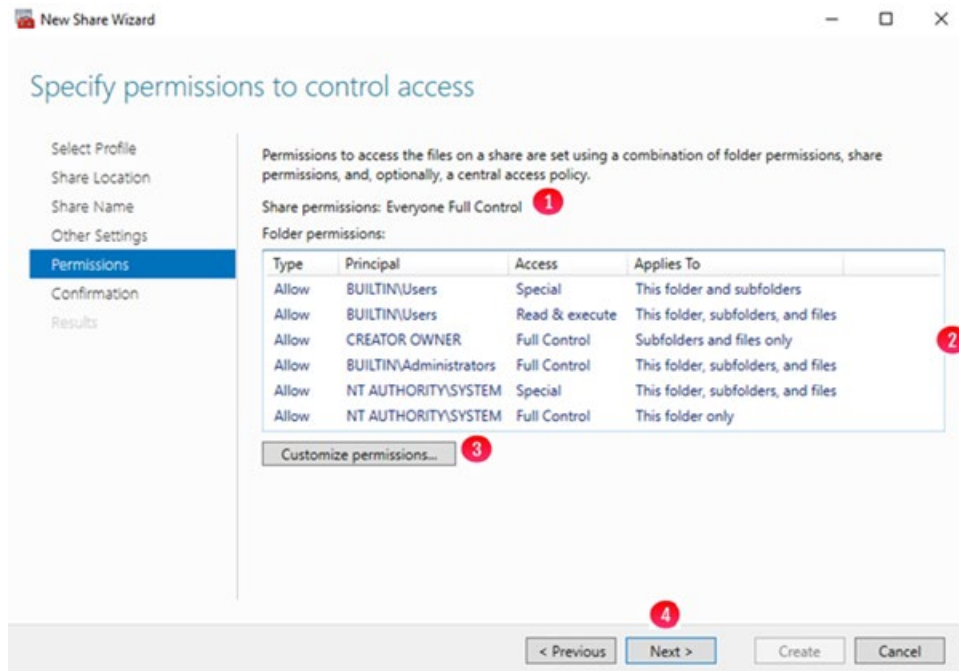 New Share Wizard
Specify permissions to control access
Select Profile
Share Location
Share Name
Other Settings
Permissions
Confirmation
Results
Permissions to access the files on a share are set using a combination of folder permissions, share
permissions, and, optionally, a central access policy.
Share permissions: Everyone Full Control 1
Folder permissions:
Type Principal Access Applies To
Allow BUILTIN\Users Special This folder and subfolders
Allow BUILTIN\Users Read & execute This folder, subfolders, and files
Allow CREATOR OWNER Full Control Subfolders and files only
2
Allow BUILTIN\Administrators Full Control This folder, subfolders, and files
Allow NT AUTHORITY\SYSTEM Special This folder, subfolders, and files
Allow NT AUTHORITY\SYSTEM Full Control This folder only
Customize permissions... 3
4
< Previous Next > Create Cancel